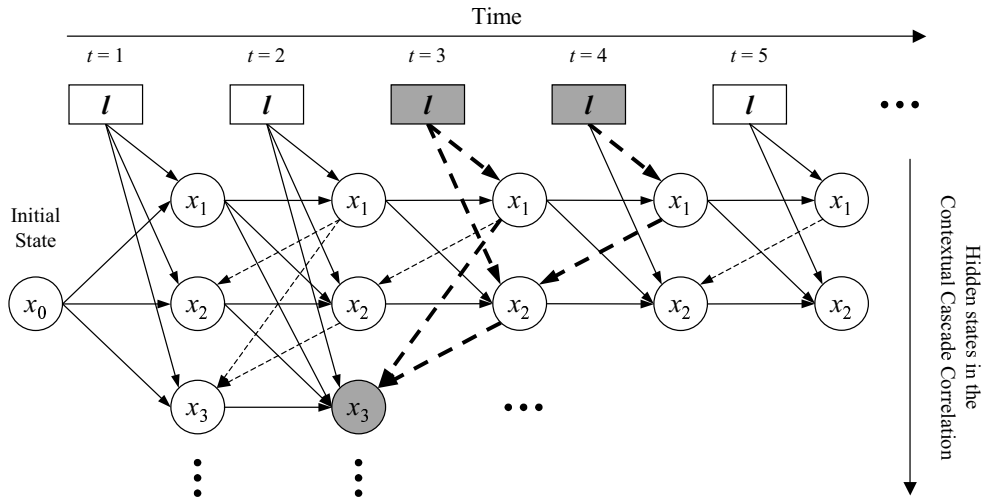 Time
t = 1 t = 2 t = 3 t = 4 t = 5
l l l l l
x1 x1 x1 x1 x1
Initial
State
x0 x2 x2 x2 x2 x2
x3 x3
Hidden states in the
Contextual Cascade Correlation